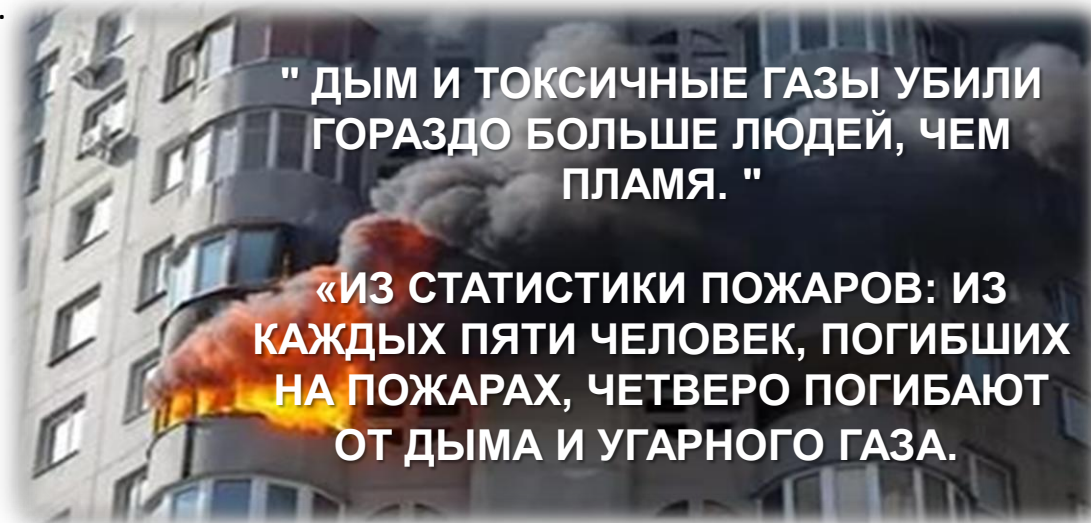 " ДЫМ И ТОКСИЧНЫЕ ГАЗЫ УБИЛИ
ГОРАЗДО БОЛЬШЕ ЛЮДЕЙ, ЧЕМ
ПЛАМЯ. "
«ИЗ СТАТИСТИКИ ПОЖАРОВ: ИЗ
КАЖДЫХ ПЯТИ ЧЕЛОВЕК, ПОГИБШИХ
НА ПОЖАРАХ, ЧЕТВЕРО ПОГИБАЮТ
ОТ ДЫМА И УГАРНОГО ГАЗА.